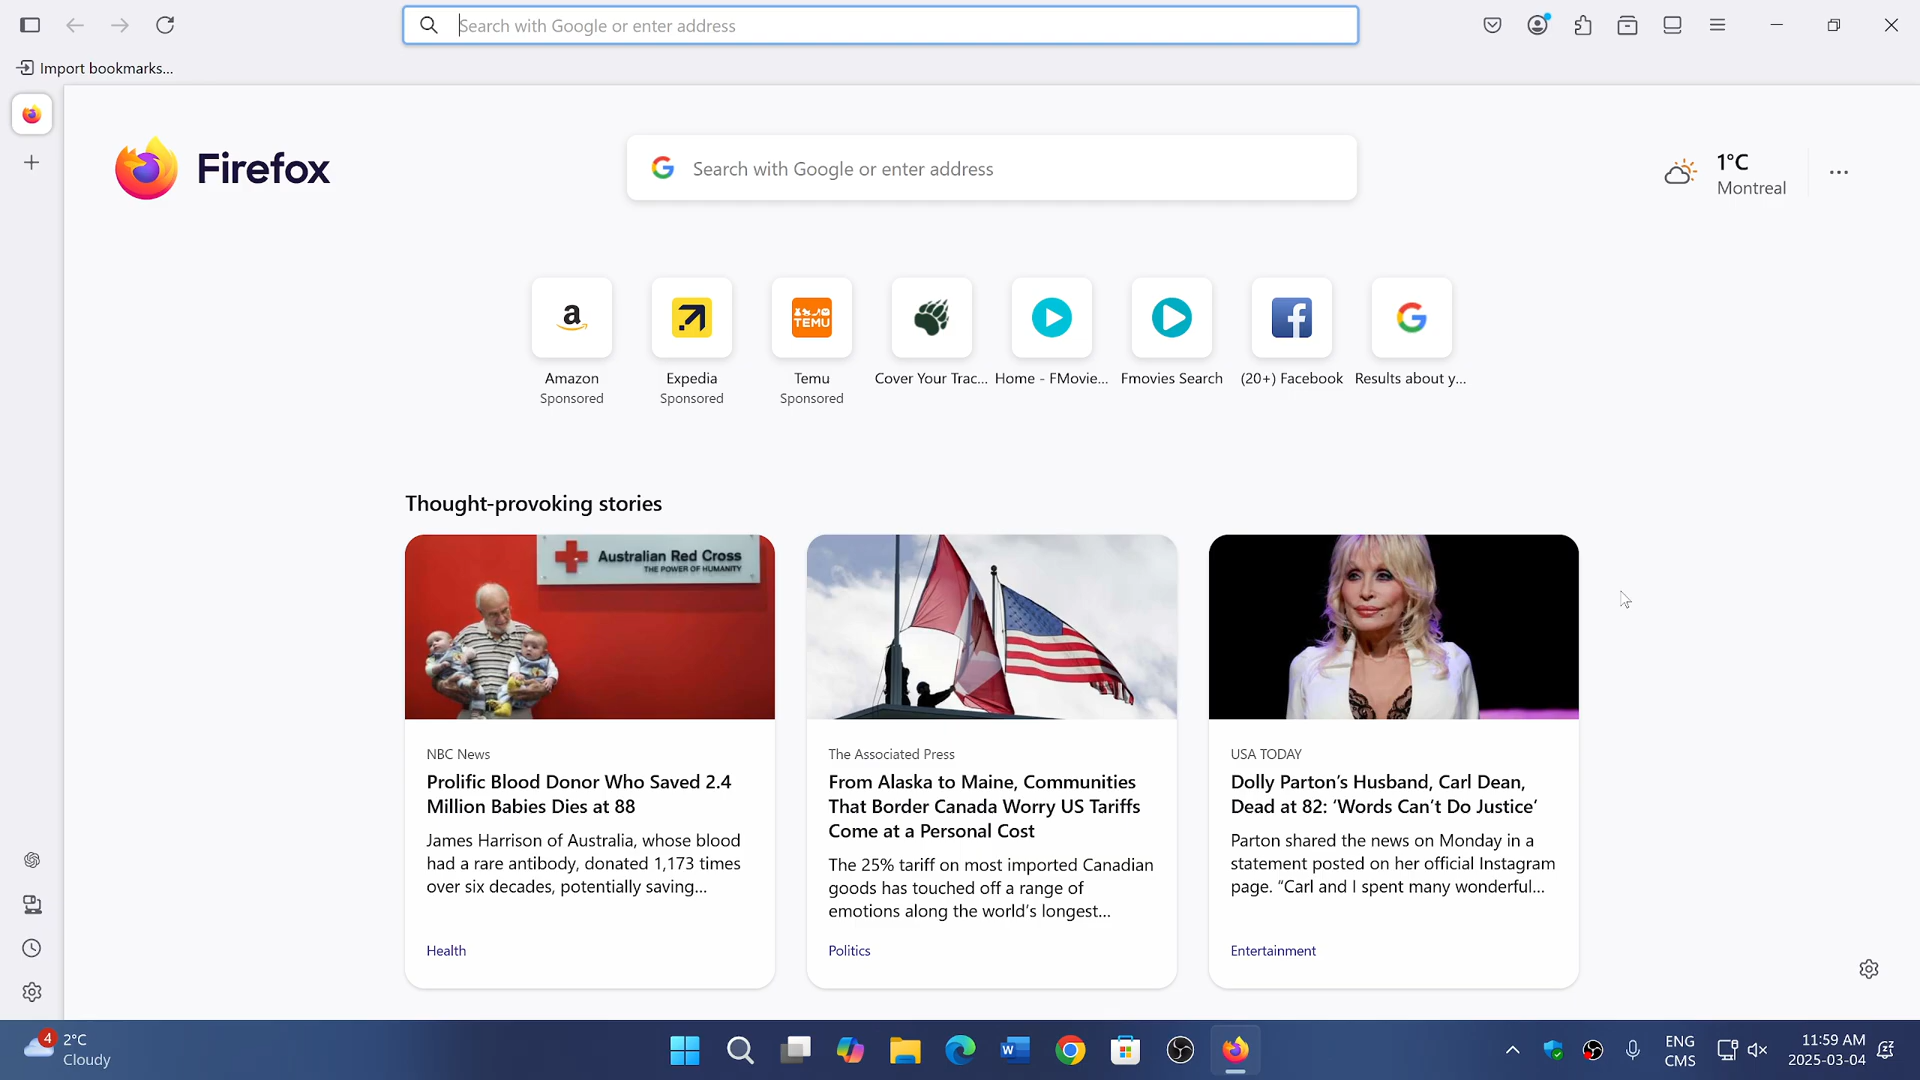 Search with Google or enter address
Import bookmarks...
Firefox
Search with Google or enter address
1°C
Montreal
a
TEMU
Amazon
Sponsored
Expedia
Sponsored
Temu
Sponsored
Cover Your Trac...
Home - FMovie...
Fmovies Search
(20+) Facebook
Results about y...
Thought-provoking stories
Australian Red Cross
THE POWER OF HUMANITY
NBC News
Prolific Blood Donor Who Saved 2.4
Million Babies Dies at 88
James Harrison of Australia, whose blood
had a rare antibody, donated 1,173 times
over six decades, potentially saving...
Health
The Associated Press
From Alaska to Maine, Communities
That Border Canada Worry US Tariffs
Come at a Personal Cost
The 25% tariff on most imported Canadian
goods has touched off a range of
emotions along the world’s longest...
Politics
USA TODAY
Dolly Parton’s Husband, Carl Dean,
Dead at 82: ‘Words Can’t Do Justice’
Parton shared the news on Monday in a
statement posted on her official Instagram
page. “Carl and I spent many wonderful...
Entertainment
4
2°C
Cloudy
ENG
CMS
11:59 AM
2025-03-04